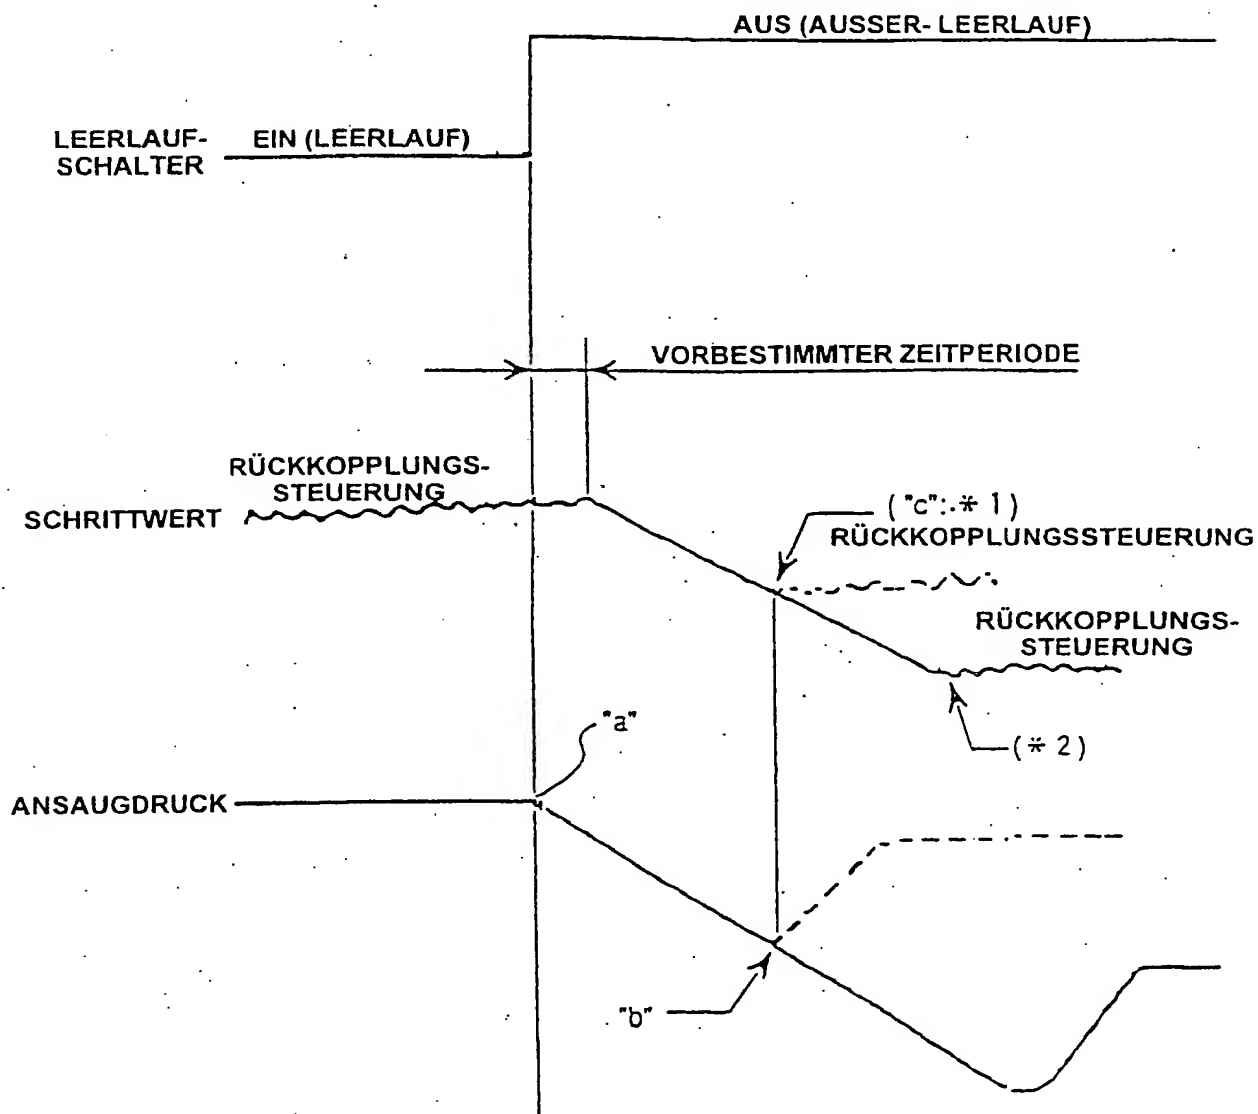 AUS (AUSSER- LEERLAUF)
LEERLAUF-
SCHALTER
EIN (LEERLAUF)
VORBESTIMMTER ZEITPERIODE
RÜCKKOPPLUNGS-
STEUERUNG
SCHRITTWERT
("c":※ 1)
RÜCKKOPPLUNGSSTEUERUNG
RÜCKKOPPLUNGS-
STEUERUNG
(※ 2)
"a"
ANSAUGDRUCK
"b"